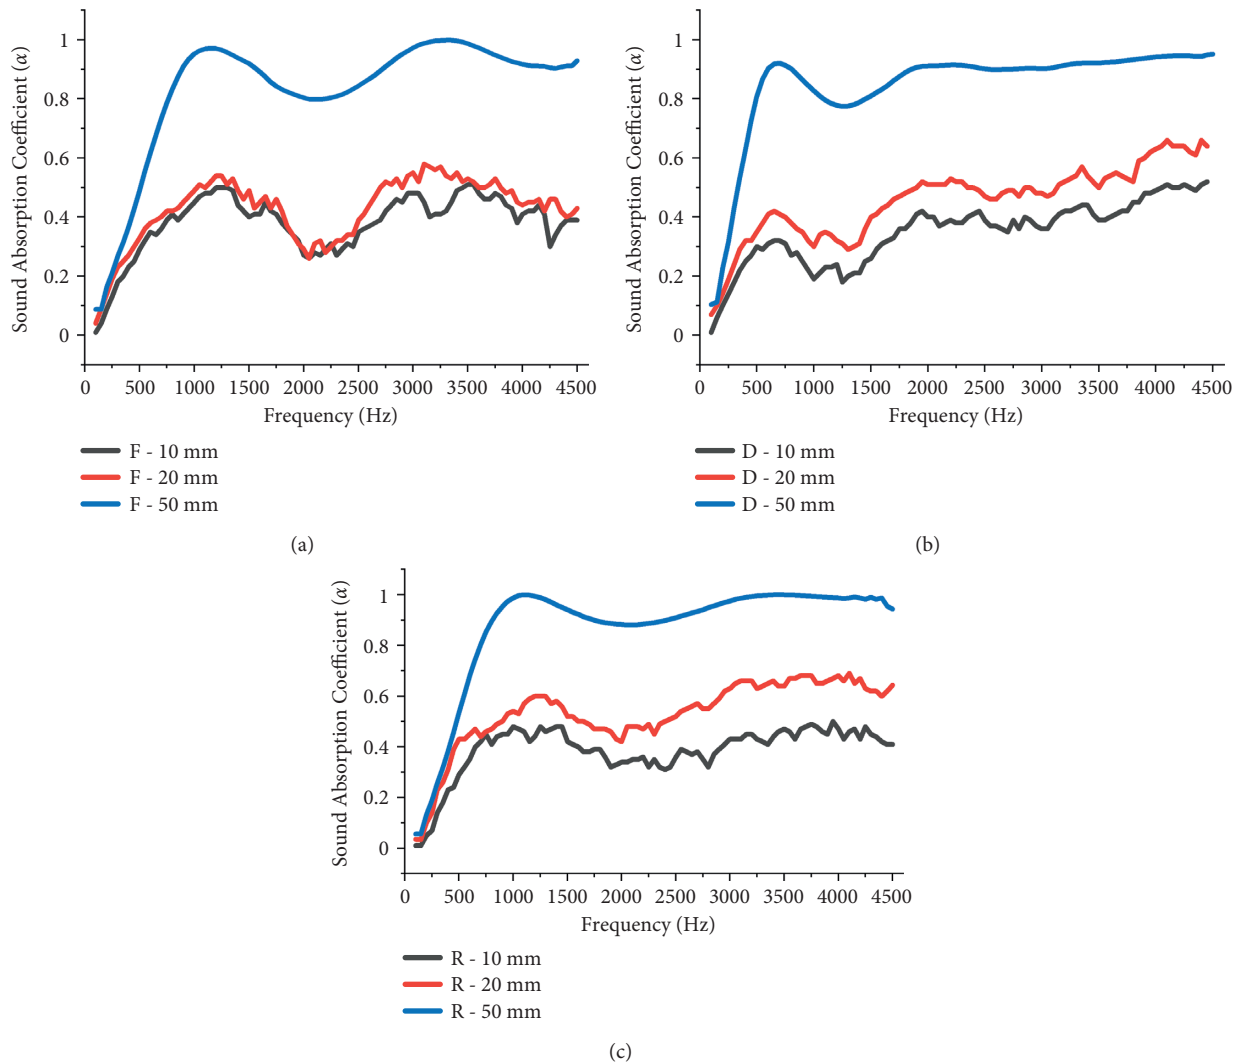 Sound Absorption Coefficient (α)
1
0.8
0.6
0.4
0.2
0
0 500 1000 1500 2000 2500 3000 3500 4000 4500
Frequency (Hz)
F - 10 mm
F - 20 mm
F - 50 mm
(a)
Sound Absorption Coefficient (α)
1
0.8
0.6
0.4
0.2
0
0 500 1000 1500 2000 2500 3000 3500 4000 4500
Frequency (Hz)
D - 10 mm
D - 20 mm
D - 50 mm
(b)
Sound Absorption Coefficient (α)
1
0.8
0.6
0.4
0.2
0
0 500 1000 1500 2000 2500 3000 3500 4000 4500
Frequency (Hz)
R - 10 mm
R - 20 mm
R - 50 mm
(c)